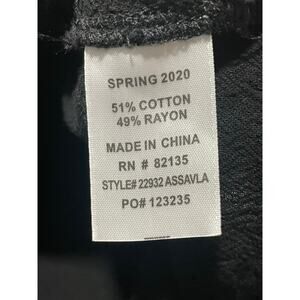 SPRING 2020
51% COTTON
49% RAYON
MADE IN CHINA
RN # 82135
STYLE# 22932 ASSAVLA
PO# 123235